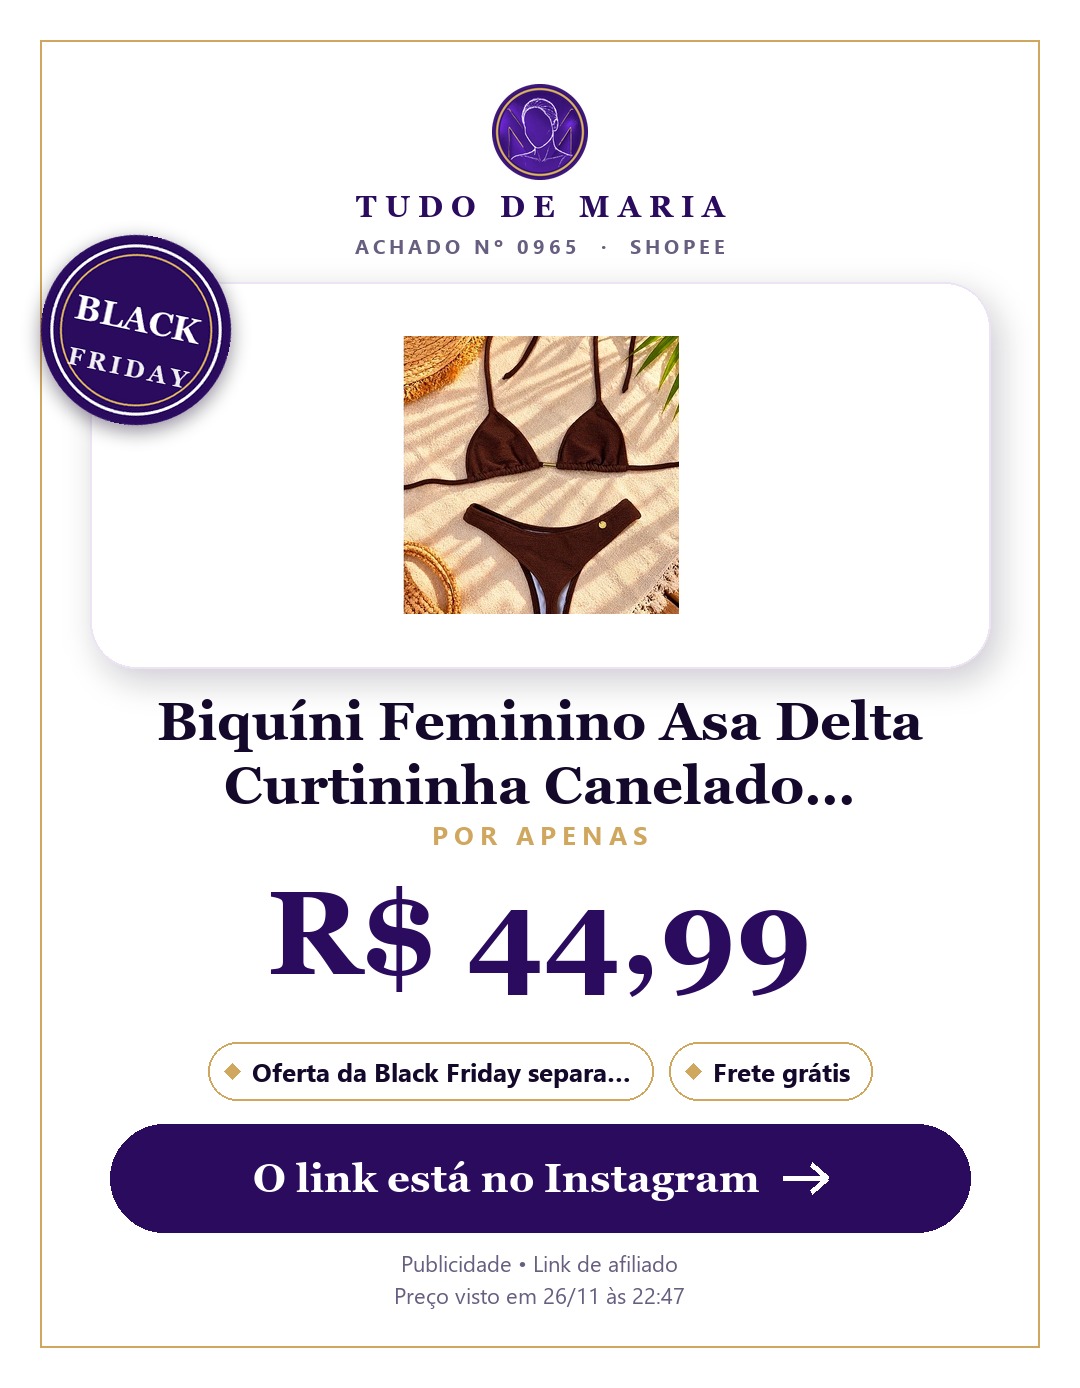 TUDO DE MARIA
ACHADO Nº 0965 · SHOPEE
BLACK
FRIDAY
Biquíni Feminino Asa Delta
Curtininha Canelado...
POR APENAS
R$ 44,99
Oferta da Black Friday separa...
Frete grátis
O link está no Instagram →
Publicidade • Link de afiliado
Preço visto em 26/11 às 22:47